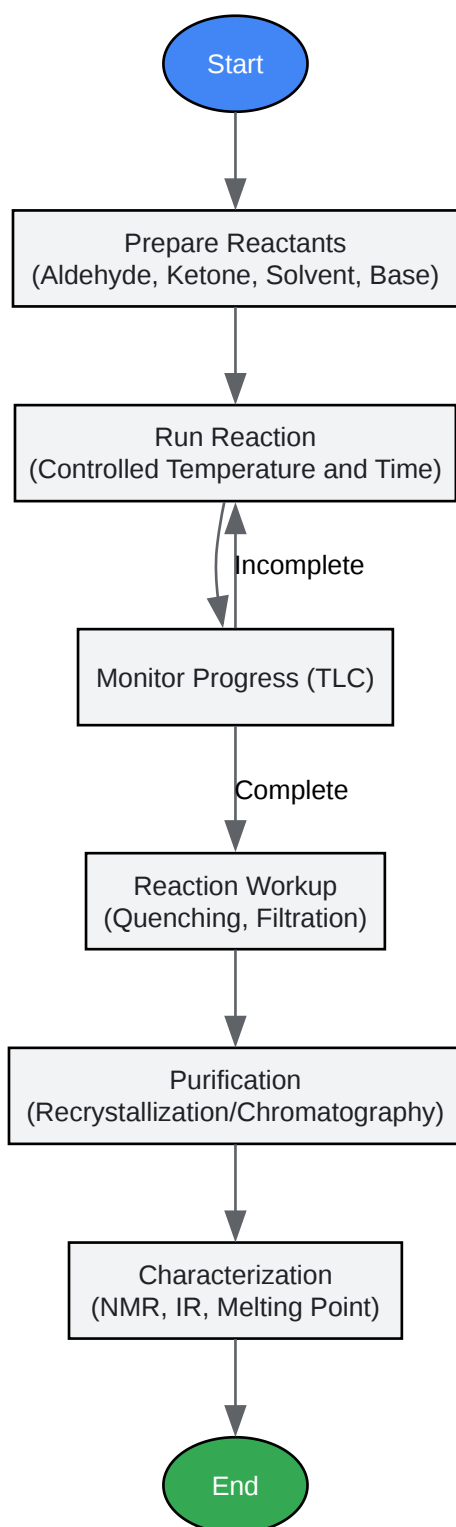 Start
Prepare Reactants
(Aldehyde, Ketone, Solvent, Base)
Run Reaction
(Controlled Temperature and Time)
Incomplete
Monitor Progress (TLC)
Complete
Reaction Workup
(Quenching, Filtration)
Purification
(Recrystallization/Chromatography)
Characterization
(NMR, IR, Melting Point)
End